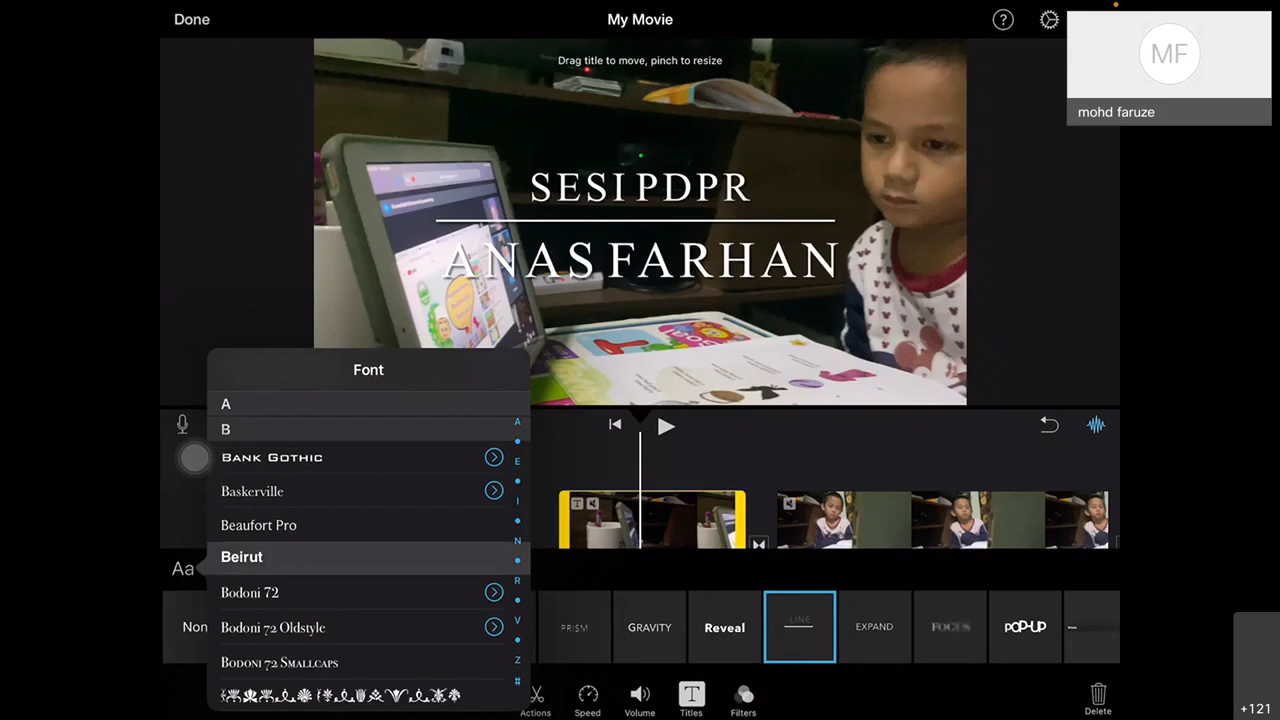 Done
My Movie
MF
mohd faruze
Drag title to move, pinch to resize
SESI PDPR
ANAS FARHAN
Font
A
B
BANK GOTHIC
Baskerville
Beaufort Pro
Beirut
Bodoni 72
Bodoni 72 Oldstyle
BODONI 72 SMALLCAPS
A
E
I
N
R
V
Z
#
Aa
T
Non
PRISM
GRAVITY
Reveal
LINE
EXPAND
FOCUS
POP-UP
T
Actions
Speed
Volume
Titles
Filters
Delete
+121